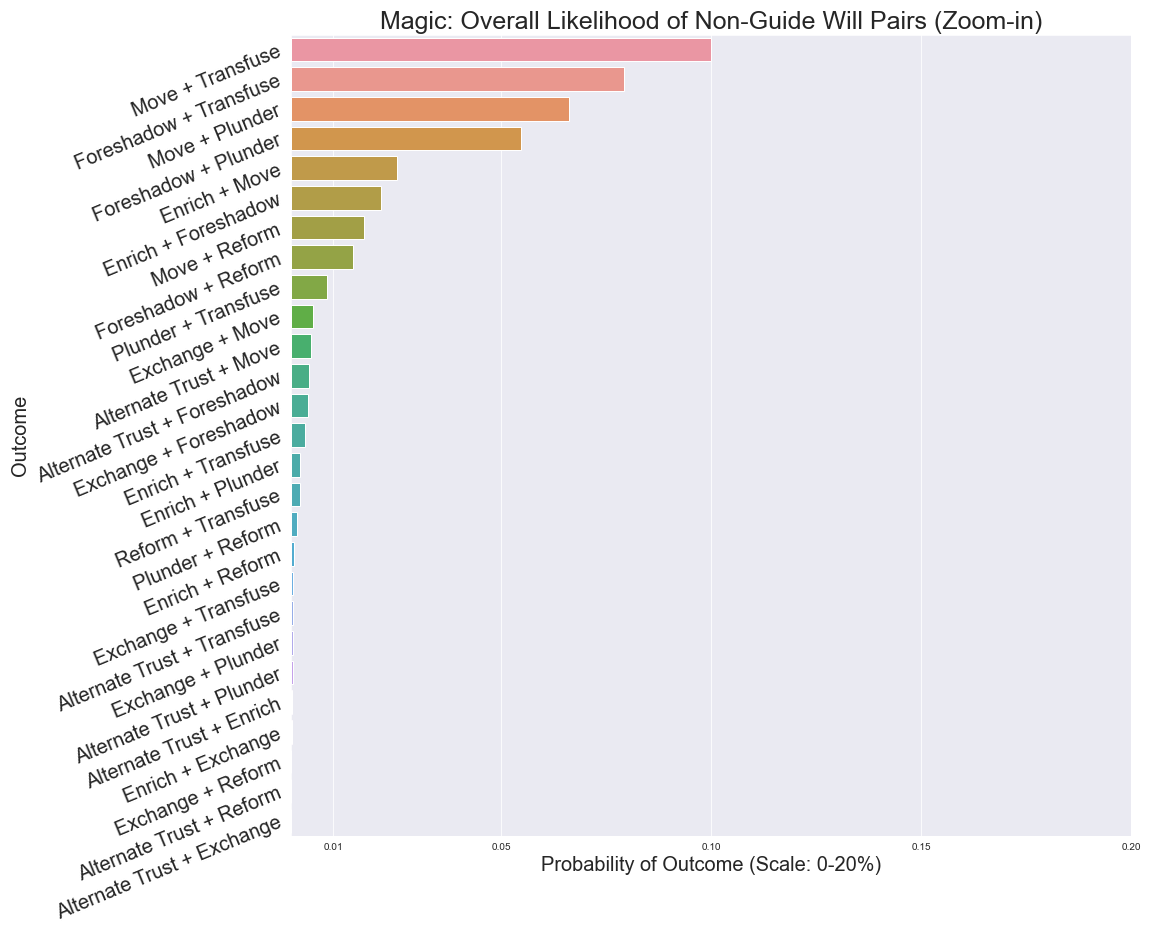 Magic: Overall Likelihood of Non-Guide Will Pairs (Zoom-in)
Outcome
Move + Transfuse
Foreshadow + Transfuse
Move + Plunder
Foreshadow + Plunder
Enrich + Move
Enrich + Foreshadow
Move + Reform
Foreshadow + Reform
Plunder + Transfuse
Exchange + Move
Alternate Trust + Move
Alternate Trust + Foreshadow
Exchange + Foreshadow
Enrich + Transfuse
Enrich + Plunder
Reform + Transfuse
Plunder + Reform
Enrich + Reform
Exchange + Transfuse
Alternate Trust + Transfuse
Exchange + Plunder
Alternate Trust + Plunder
Alternate Trust + Enrich
Enrich + Exchange
Exchange + Reform
Alternate Trust + Reform
Alternate Trust + Exchange
0.01 0.05 0.10 0.15 0.20
Probability of Outcome (Scale: 0-20%)